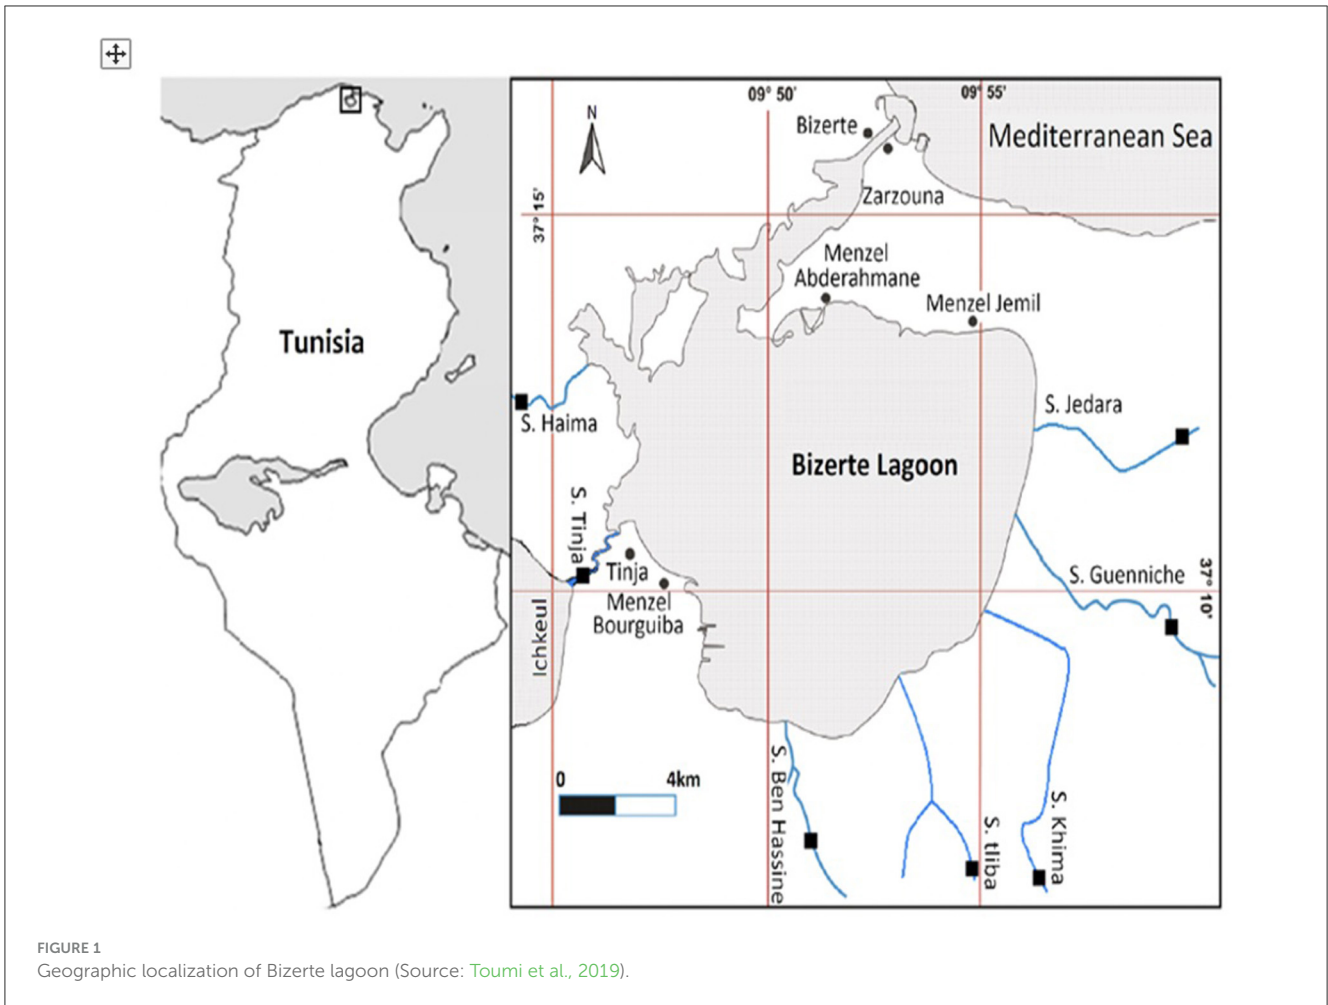 09° 50'
09° 55'
N
Bizerte
Mediterranean Sea
Zarzouna
37° 15'
Menzel
Abderahmane
Menzel Jemil
Tunisia
S. Haima
S. Jedara
Bizerte Lagoon
S. Tinja
Tinja
S. Guenniche
37° 10'
Menzel
Bourguiba
Ichkeul
0
4km
S. Ben Hassine
S. tliba
S. Khima
FIGURE 1
Geographic localization of Bizerte lagoon (Source: Toumi et al., 2019).